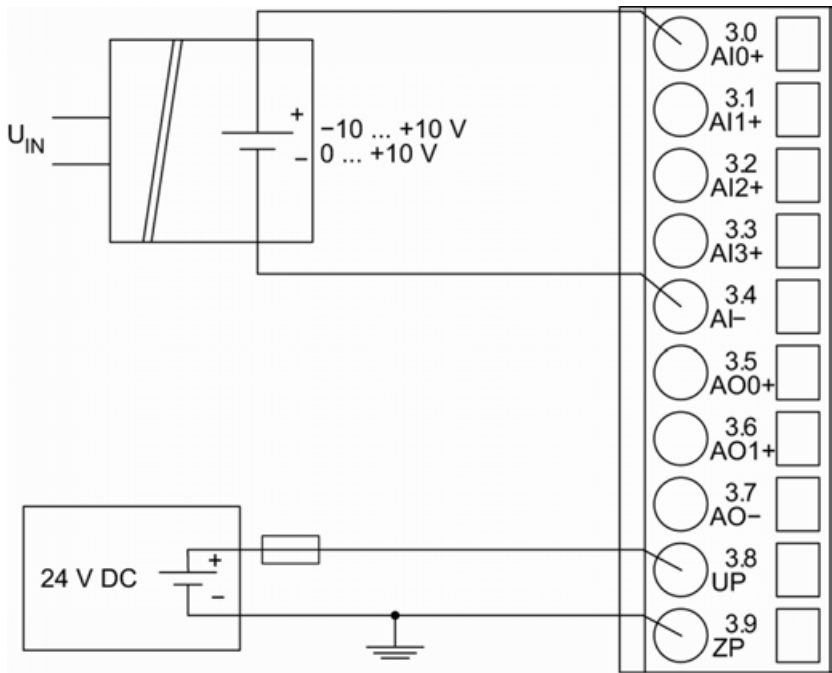 3.0
AI0+
3.1
AI1+
3.2
AI2+
3.3
AI3+
3.4
AI−
3.5
AO0+
3.6
AO1+
3.7
AO−
3.8
UP
3.9
ZP
UIN
+
−10 ... +10 V
− 0 ... +10 V
24 V DC
+
−